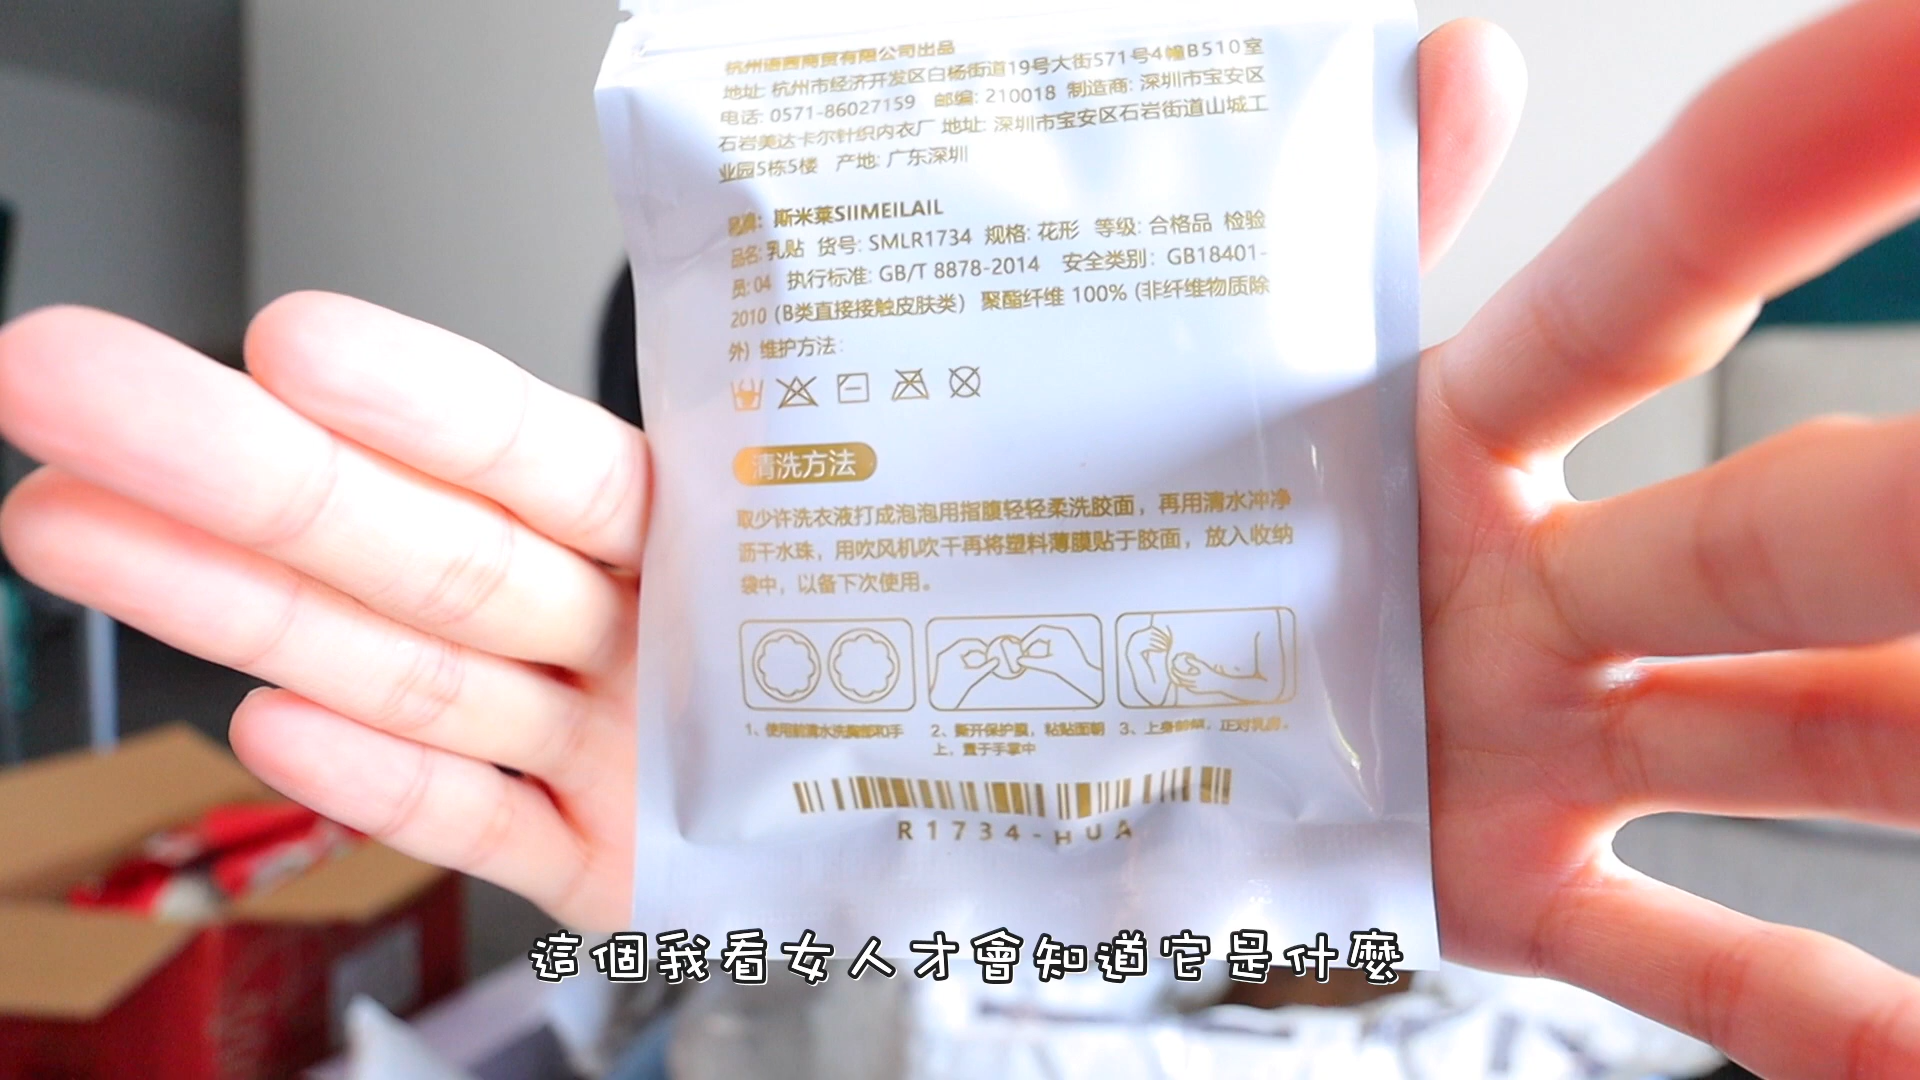 杭州语茜商贸有限公司出品
地址: 杭州市经济开发区白杨街道19号大街571号4幢B510室
电话: 0571-86027159 邮编: 210018 制造商: 深圳市宝安区
石岩美达卡尔针织内衣厂 地址: 深圳市宝安区石岩街道山城工
业园5栋5楼 产地: 广东深圳
品牌: 斯米莱SIIMEILAIL
品名: 乳贴 货号: SMLR1734 规格: 花形 等级: 合格品 检验
员: 04 执行标准: GB/T 8878-2014 安全类别: GB18401-
2010 (B类直接接触皮肤类) 聚酯纤维 100% (非纤维物质除
外) 维护方法:
清洗方法
取少许洗衣液打成泡泡用指腹轻轻柔洗胶面，再用清水冲净
沥干水珠，用吹风机吹干再将塑料薄膜贴于胶面，放入收纳
袋中，以备下次使用。
1、使用前清水洗胸部和手
2、撕开保护膜，粘贴面朝
上，置于手掌中
3、上身前倾，正对乳房。
R1734-HUA
這個我看女人才會知道它是什麼